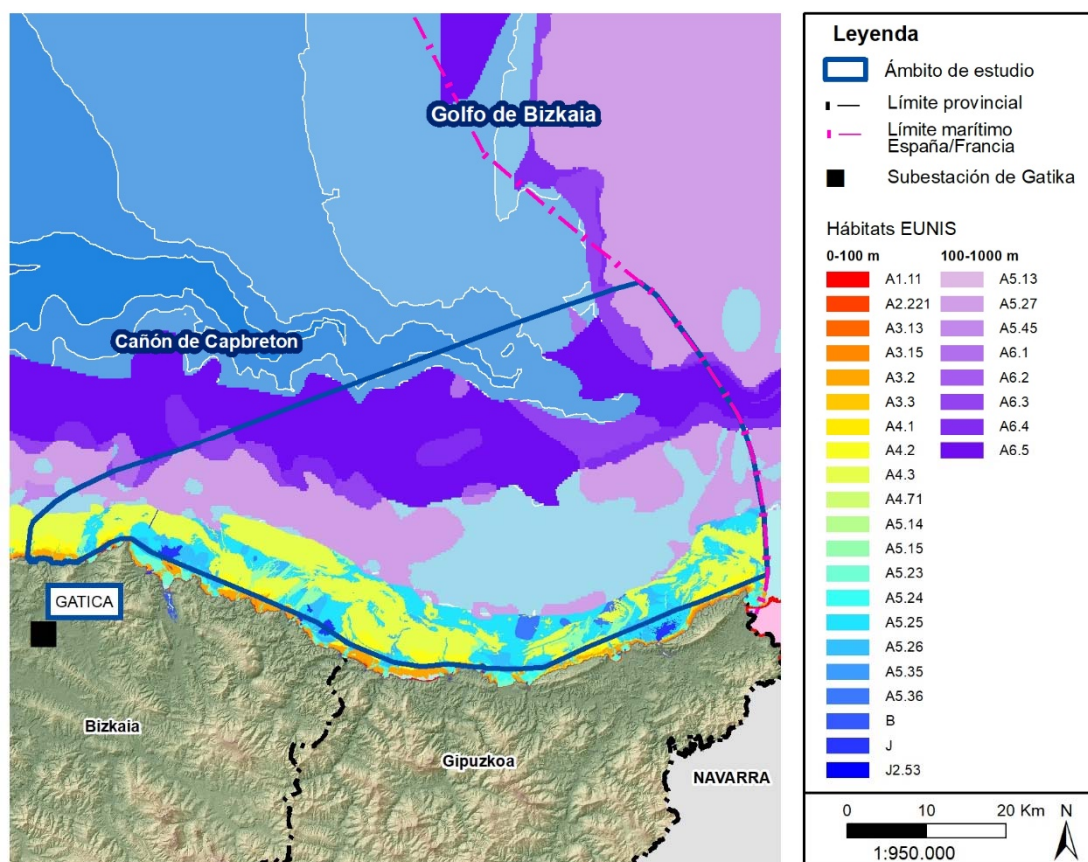 Golfo de Bizkaia
Cañón de Capbreton
GATICA
Bizkaia
Gipuzkoa
NAVARRA
Leyenda
Ámbito de estudio
Límite provincial
Límite marítimo
España/Francia
Subestación de Gatika
Hábitats EUNIS
0-100 m
A1.11
A2.221
A3.13
A3.15
A3.2
A3.3
A4.1
A4.2
A4.3
A4.71
A5.14
A5.15
A5.23
A5.24
A5.25
A5.26
A5.35
A5.36
B
J
J2.53
100-1000 m
A5.13
A5.27
A5.45
A6.1
A6.2
A6.3
A6.4
A6.5
0 10 20 Km
1:950.000
N